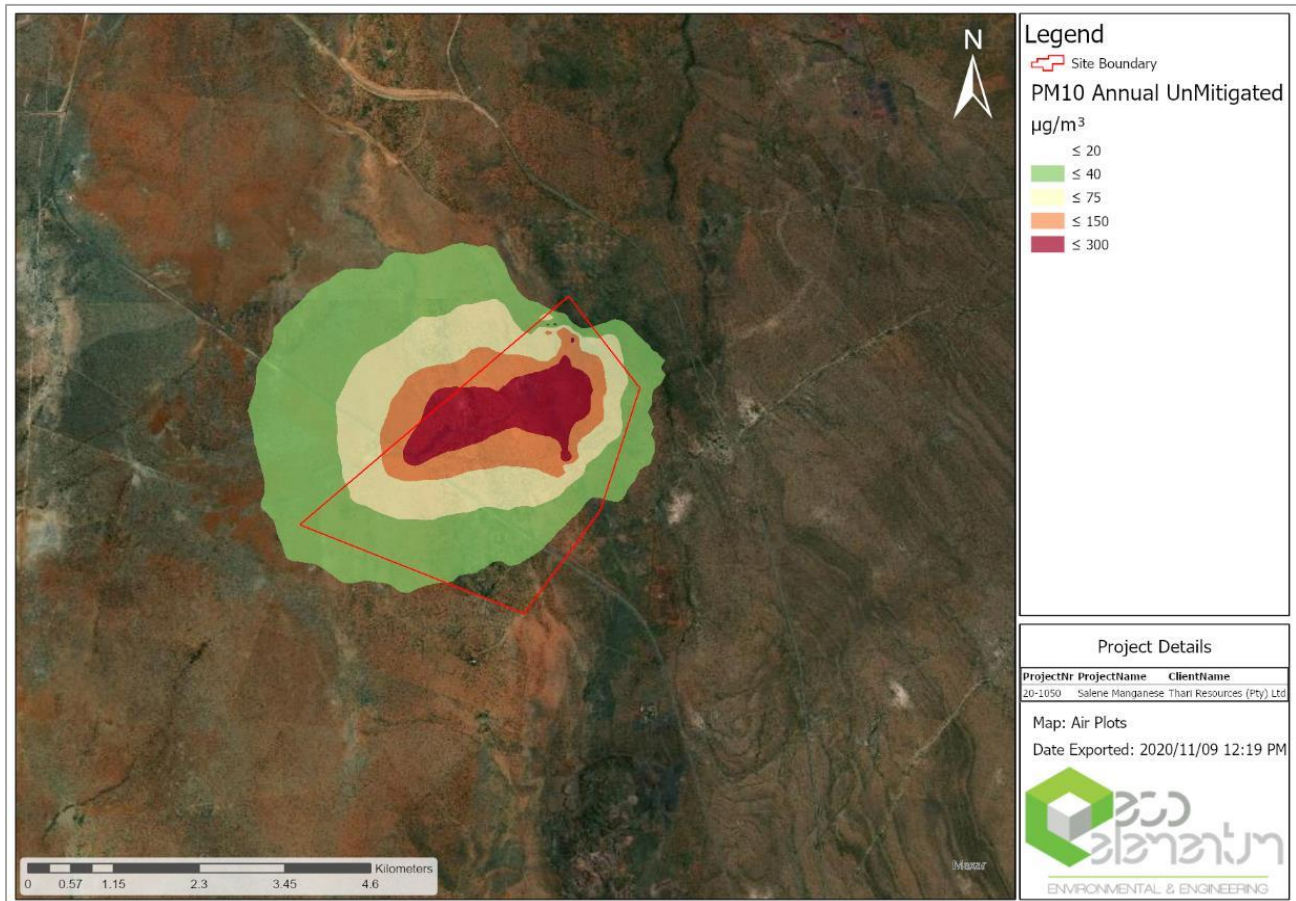 N
Legend
Site Boundary
PM10 Annual UnMitigated
µg/m³
≤ 20
≤ 40
≤ 75
≤ 150
≤ 300
Kilometers
0 0.57 1.15 2.3 3.45 4.6
Maxar
Project Details
ProjectNr ProjectName ClientName
20-1050 Salene Manganese Thari Resources (Pty) Ltd
Map: Air Plots
Date Exported: 2020/11/09 12:19 PM
eco
elementum
ENVIRONMENTAL & ENGINEERING